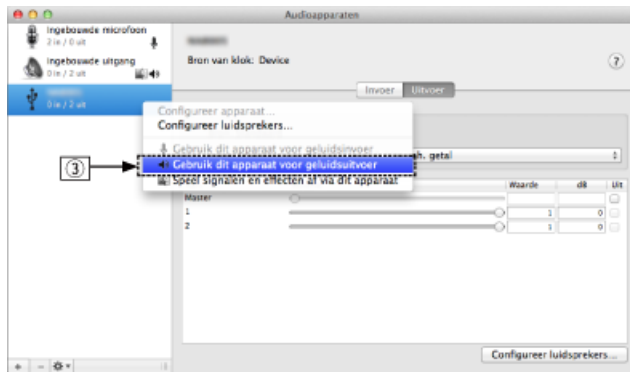 Audioapparaten
Ingebouwde microfoon
2 in / 0 uit
Ingebouwde uitgang
0 in / 2 uit
0 in / 2 uit
Bron van klok: Device
?
Invoer
Uitvoer
Configureer apparaat...
Configureer luidsprekers...
Gebruik dit apparaat voor geluidsinvoer
Gebruik dit apparaat voor geluidsuitvoer
Speel signalen en effecten af via dit apparaat
3
gh. getal
Waarde dB Uit
Master
1 1 0
2 1 0
Configureer luidsprekers...
+ −